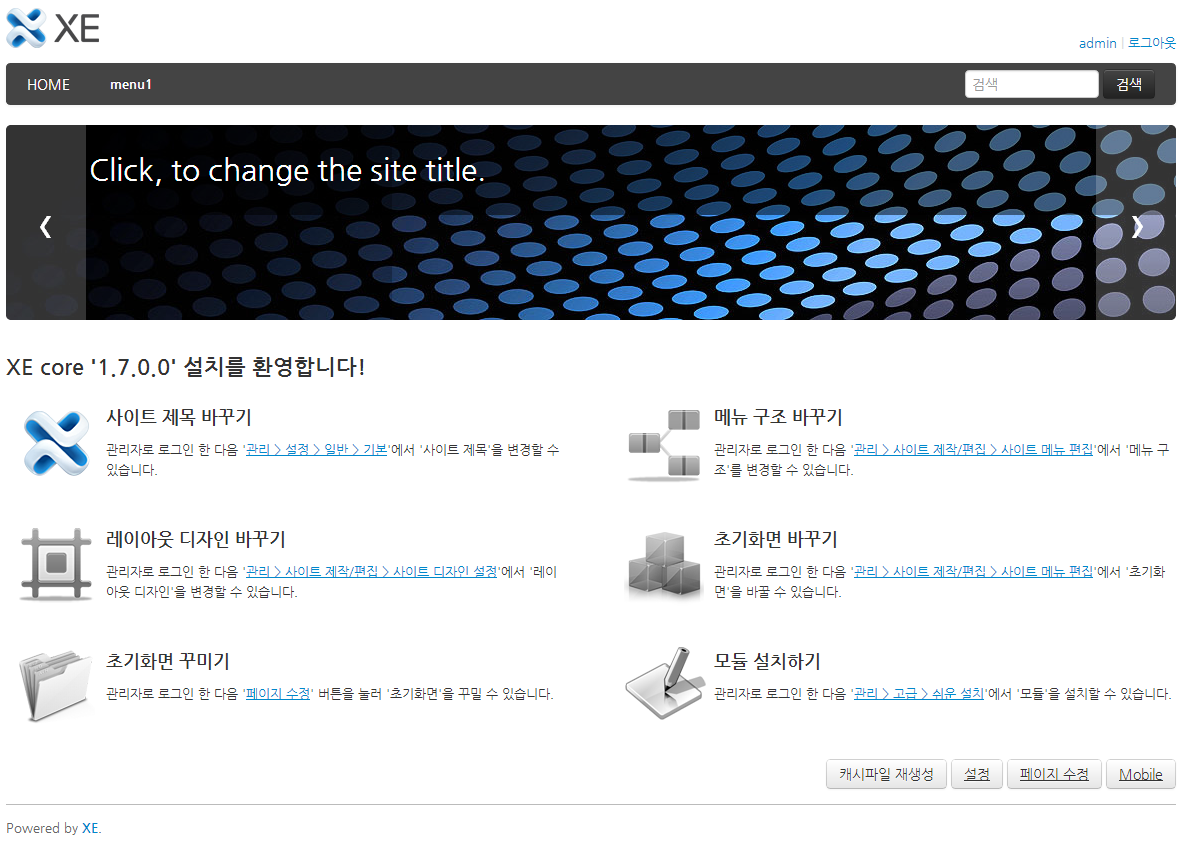 XE
admin | 로그아웃
HOME menu1 검색 검색
Click, to change the site title.
XE core '1.7.0.0' 설치를 환영합니다!
사이트 제목 바꾸기
관리자로 로그인 한 다음 '관리 > 설정 > 일반 > 기본'에서 '사이트 제목'을 변경할 수
있습니다.
메뉴 구조 바꾸기
관리자로 로그인 한 다음 '관리 > 사이트 제작/편집 > 사이트 메뉴 편집'에서 '메뉴 구
조'를 변경할 수 있습니다.
레이아웃 디자인 바꾸기
관리자로 로그인 한 다음 '관리 > 사이트 제작/편집 > 사이트 디자인 설정'에서 '레이
아웃 디자인'을 변경할 수 있습니다.
초기화면 바꾸기
관리자로 로그인 한 다음 '관리 > 사이트 제작/편집 > 사이트 메뉴 편집'에서 '초기화
면'을 바꿀 수 있습니다.
초기화면 꾸미기
관리자로 로그인 한 다음 '페이지 수정' 버튼을 눌러 '초기화면'을 꾸밀 수 있습니다.
모듈 설치하기
관리자로 로그인 한 다음 '관리 > 고급 > 쉬운 설치'에서 '모듈'을 설치할 수 있습니다.
캐시파일 재생성 설정 페이지 수정 Mobile
Powered by XE.